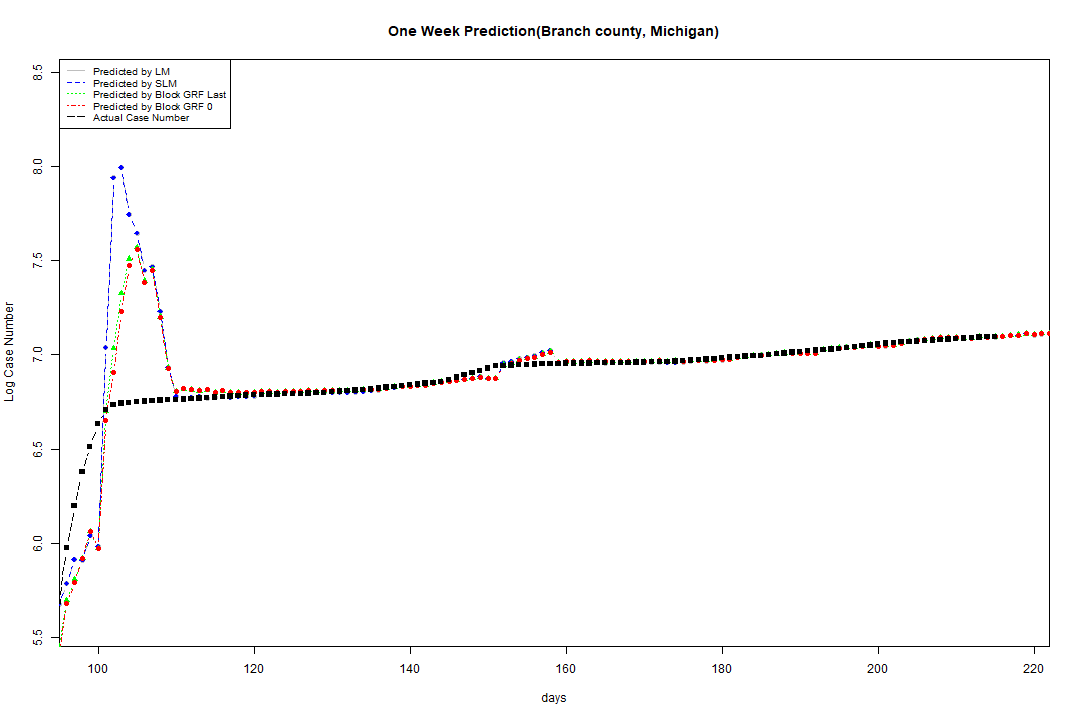 One Week Prediction(Branch county, Michigan)
Predicted by LM
Predicted by SLM
Predicted by Block GRF Last
Predicted by Block GRF 0
Actual Case Number
8.5
8.0
7.5
7.0
6.5
6.0
5.5
Log Case Number
100 120 140 160 180 200 220
days